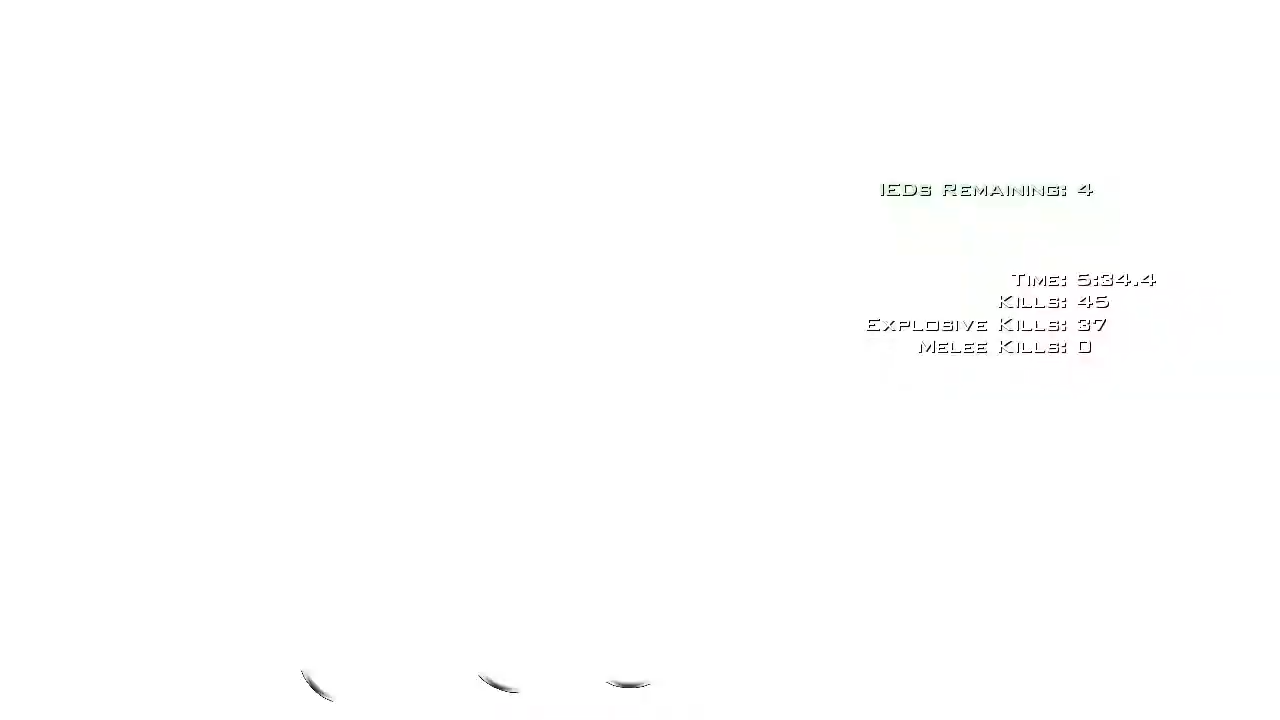 IEDs Remaining: 4
Time: 5:34.4
Kills: 45
Explosive Kills: 37
Melee Kills: 0